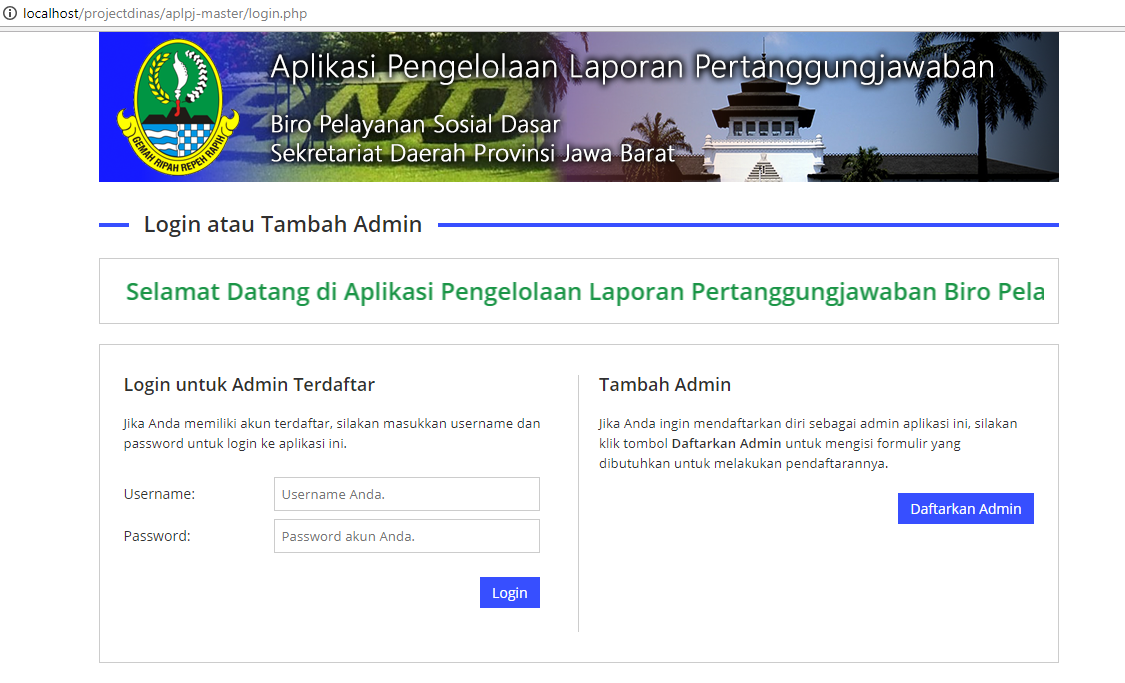 localhost/projectdinas/aplpj-master/login.php
Aplikasi Pengelolaan Laporan Pertanggungjawaban
Biro Pelayanan Sosial Dasar
Sekretariat Daerah Provinsi Jawa Barat
GEMAH RIPAH REPEH RAPIH
Login atau Tambah Admin
Selamat Datang di Aplikasi Pengelolaan Laporan Pertanggungjawaban Biro Pela
Login untuk Admin Terdaftar
Jika Anda memiliki akun terdaftar, silakan masukkan username dan
password untuk login ke aplikasi ini.
Username:
Username Anda.
Password:
Password akun Anda.
Login
Tambah Admin
Jika Anda ingin mendaftarkan diri sebagai admin aplikasi ini, silakan
klik tombol Daftarkan Admin untuk mengisi formulir yang
dibutuhkan untuk melakukan pendaftarannya.
Daftarkan Admin